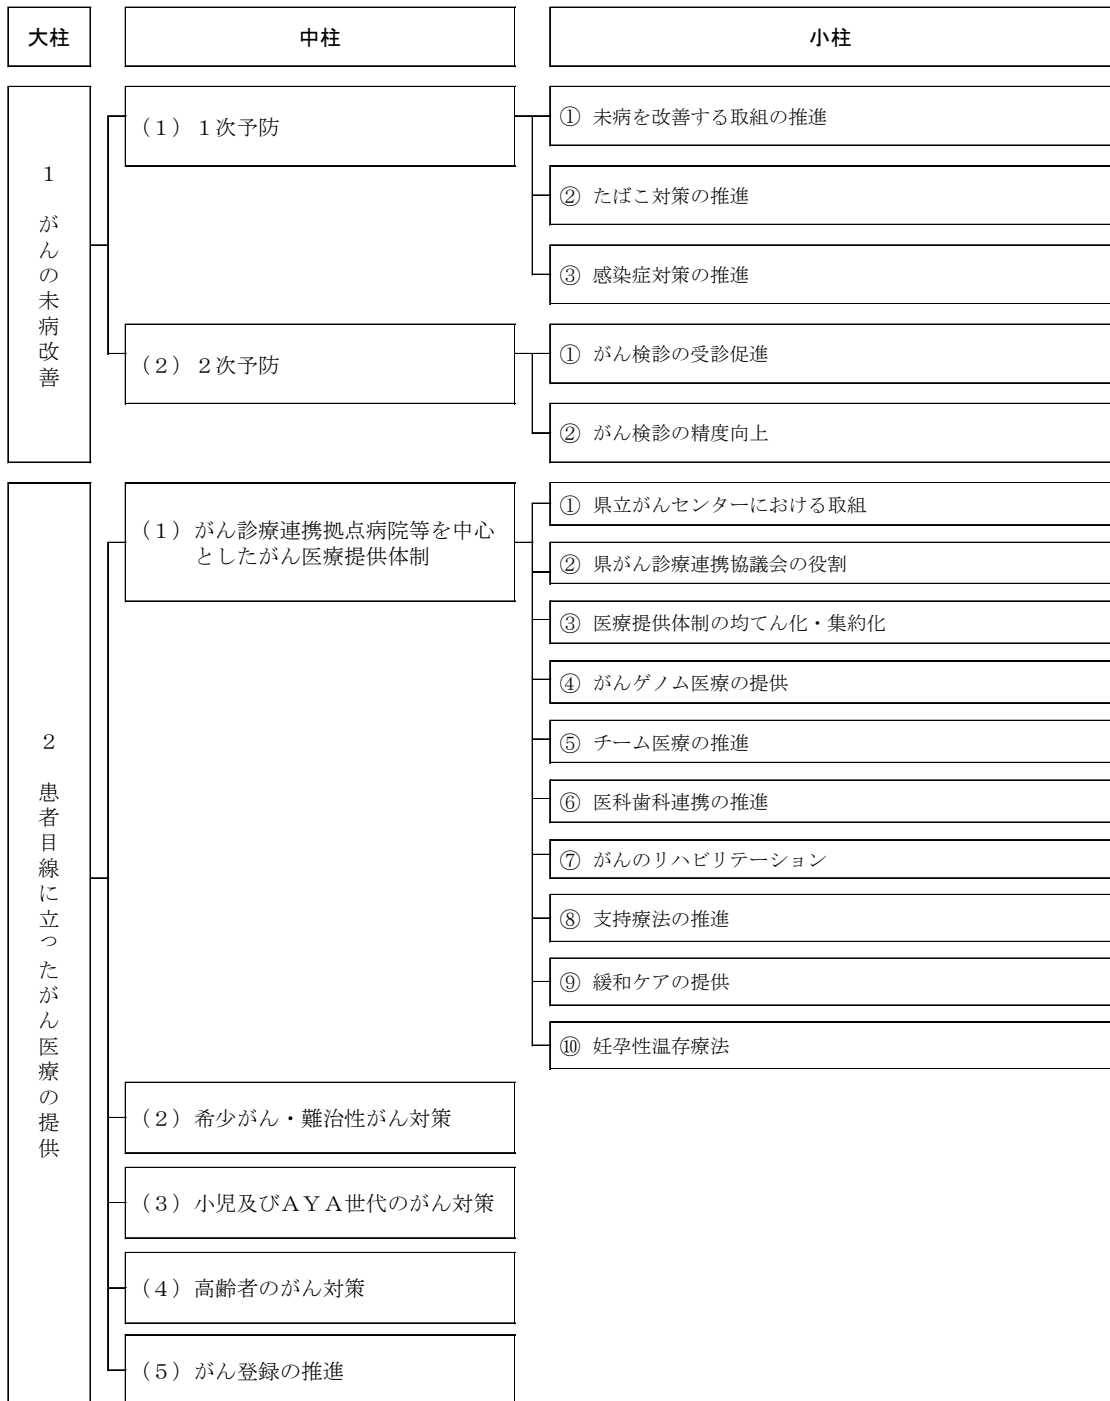 大柱
中柱
小柱
1 がんの未病改善
（1）1次予防
① 未病を改善する取組の推進
② たばこ対策の推進
③ 感染症対策の推進
（2）2次予防
① がん検診の受診促進
② がん検診の精度向上
2 患者目線に立ったがん医療の提供
（1）がん診療連携拠点病院等を中心
としたがん医療提供体制
① 県立がんセンターにおける取組
② 県がん診療連携協議会の役割
③ 医療提供体制の均てん化・集約化
④ がんゲノム医療の提供
⑤ チーム医療の推進
⑥ 医科歯科連携の推進
⑦ がんのリハビリテーション
⑧ 支持療法の推進
⑨ 緩和ケアの提供
⑩ 妊孕性温存療法
（2）希少がん・難治性がん対策
（3）小児及びＡＹＡ世代のがん対策
（4）高齢者のがん対策
（5）がん登録の推進